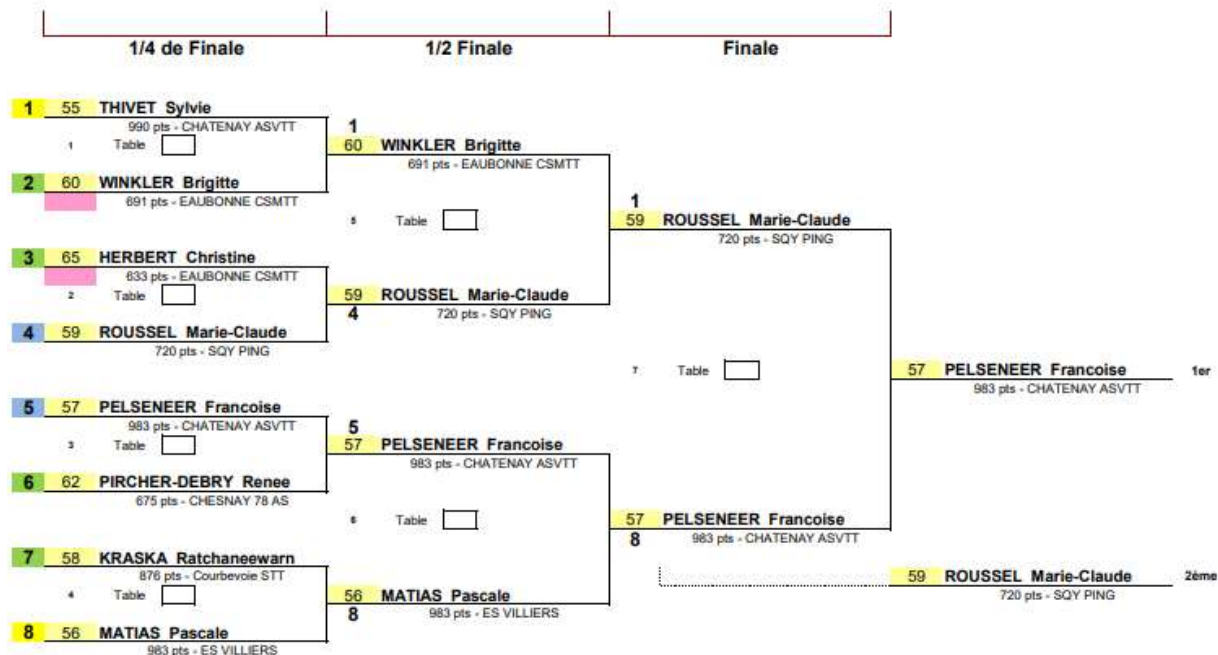 1/4 de Finale 1/2 Finale Finale
1 55 THIVET Sylvie
990 pts - CHATENAY ASVTT
1 Table
1
60 WINKLER Brigitte
691 pts - EAUBONNE CSMTT
2 60 WINKLER Brigitte
691 pts - EAUBONNE CSMTT
5 Table
1
59 ROUSSEL Marie-Claude
720 pts - SQY PING
3 65 HERBERT Christine
633 pts - EAUBONNE CSMTT
2 Table
59 ROUSSEL Marie-Claude
4
720 pts - SQY PING
4 59 ROUSSEL Marie-Claude
720 pts - SQY PING
7 Table
57 PELSENEER Francoise 1er
983 pts - CHATENAY ASVTT
5 57 PELSENEER Francoise
983 pts - CHATENAY ASVTT
3 Table
5
57 PELSENEER Francoise
983 pts - CHATENAY ASVTT
6 62 PIRCHER-DEBRY Renee
675 pts - CHESNAY 78 AS
6 Table
57 PELSENEER Francoise
8
983 pts - CHATENAY ASVTT
7 58 KRASKA Ratchaneewarn
876 pts - Courbevoie STT
4 Table
59 ROUSSEL Marie-Claude 2ème
720 pts - SQY PING
56 MATIAS Pascale
8
983 pts - ES VILLIERS
8 56 MATIAS Pascale
983 pts - ES VILLIERS